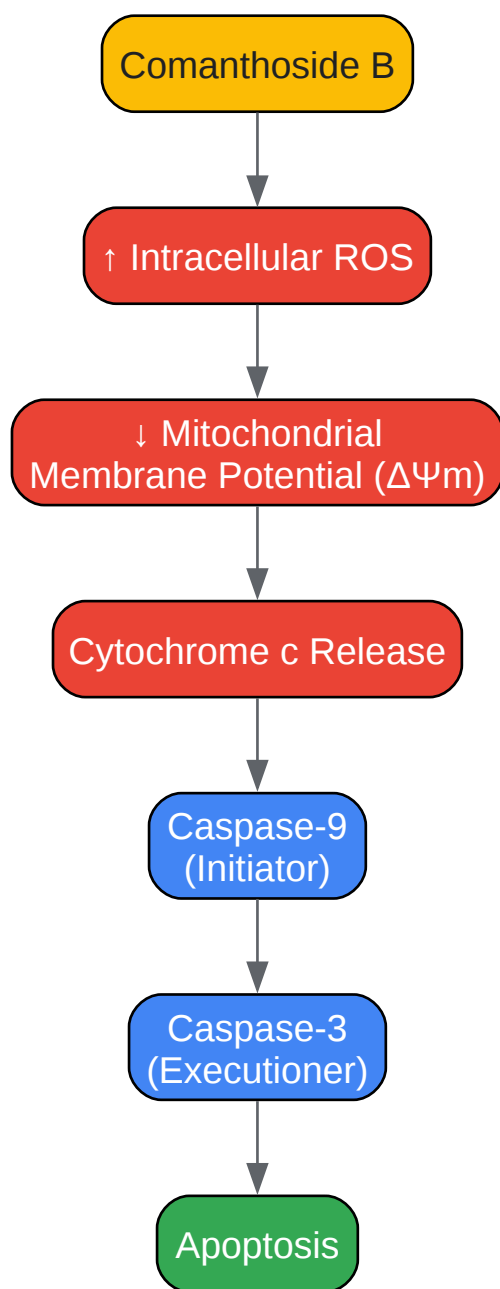 Comanthoside B
↑ Intracellular ROS
↓ Mitochondrial
Membrane Potential (ΔΨm)
Cytochrome c Release
Caspase-9
(Initiator)
Caspase-3
(Executioner)
Apoptosis